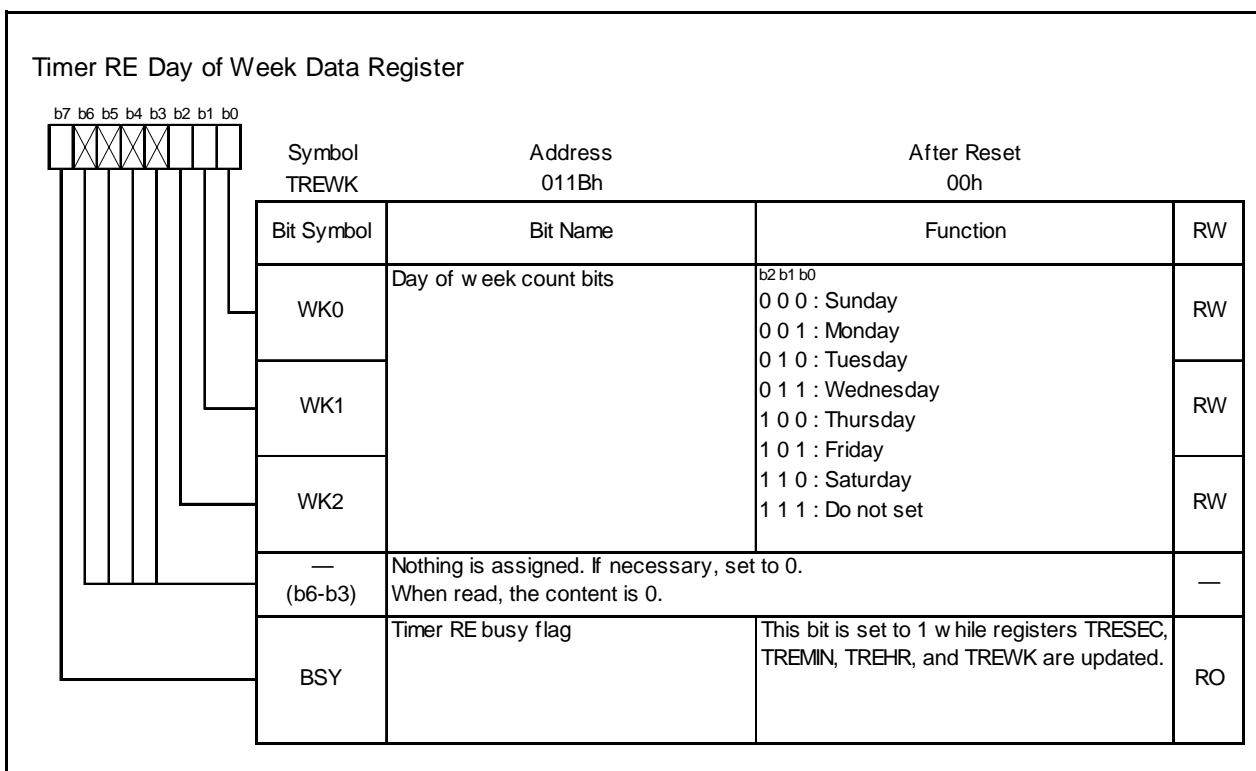 Timer RE Day of Week Data Register
b7 b6 b5 b4 b3 b2 b1 b0
Symbol Address After Reset
TREWK 011Bh 00h
Bit Symbol Bit Name Function RW
WK0 Day of week count bits b2 b1 b0
0 0 0 : Sunday RW
0 0 1 : Monday
0 1 0 : Tuesday
WK1 0 1 1 : Wednesday RW
1 0 0 : Thursday
1 0 1 : Friday
WK2 1 1 0 : Saturday RW
1 1 1 : Do not set
— Nothing is assigned. If necessary, set to 0. —
(b6-b3) When read, the content is 0.
BSY Timer RE busy flag This bit is set to 1 while registers TRESEC, RO
TREMIN, TREHR, and TREWK are updated.